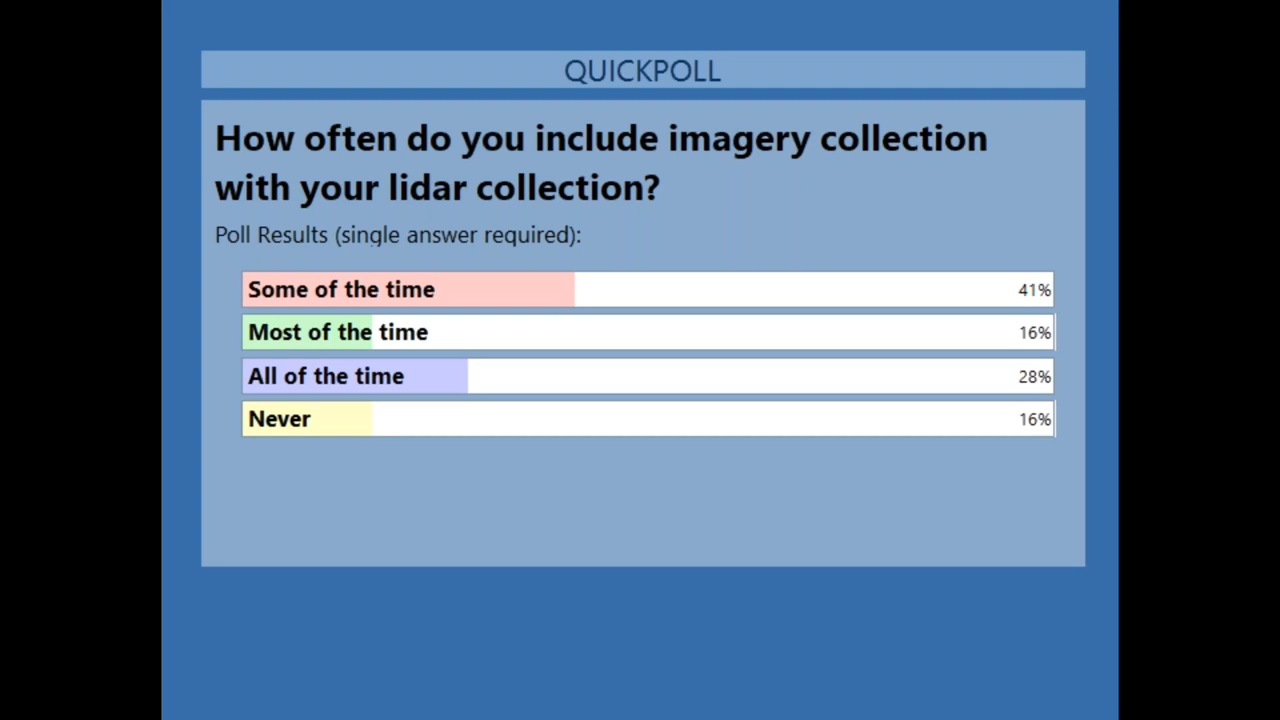 QUICKPOLL
How often do you include imagery collection
with your lidar collection?
Poll Results (single answer required):
Some of the time 41%
Most of the time 16%
All of the time 28%
Never 16%